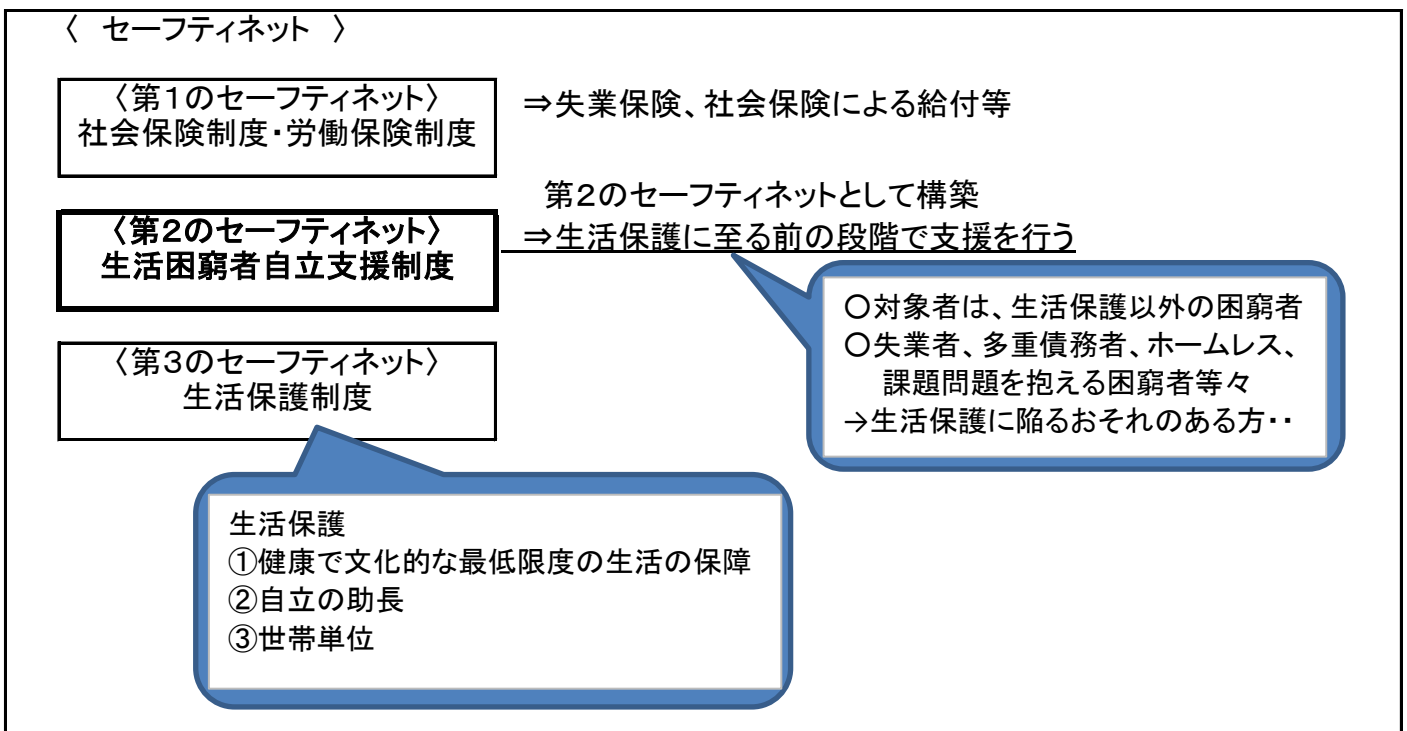 〈 セーフティネット 〉
〈第1のセーフティネット〉
社会保険制度・労働保険制度
⇒失業保険、社会保険による給付等
第2のセーフティネットとして構築
〈第2のセーフティネット〉
生活困窮者自立支援制度
⇒生活保護に至る前の段階で支援を行う
〇対象者は、生活保護以外の困窮者
〇失業者、多重債務者、ホームレス、
課題問題を抱える困窮者等々
→生活保護に陥るおそれのある方・・
〈第3のセーフティネット〉
生活保護制度
生活保護
①健康で文化的な最低限度の生活の保障
②自立の助長
③世帯単位